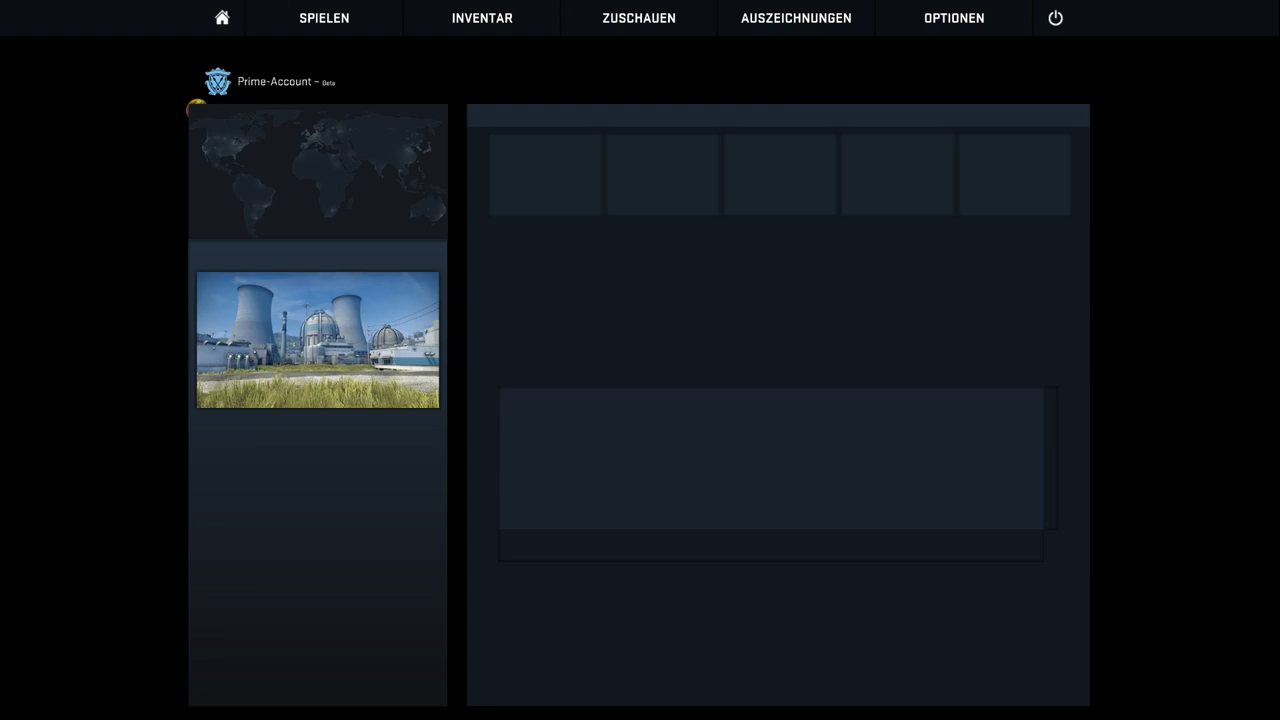 SPIELEN INVENTAR ZUSCHAUEN AUSZEICHNUNGEN OPTIONEN
Prime-Account – Beta